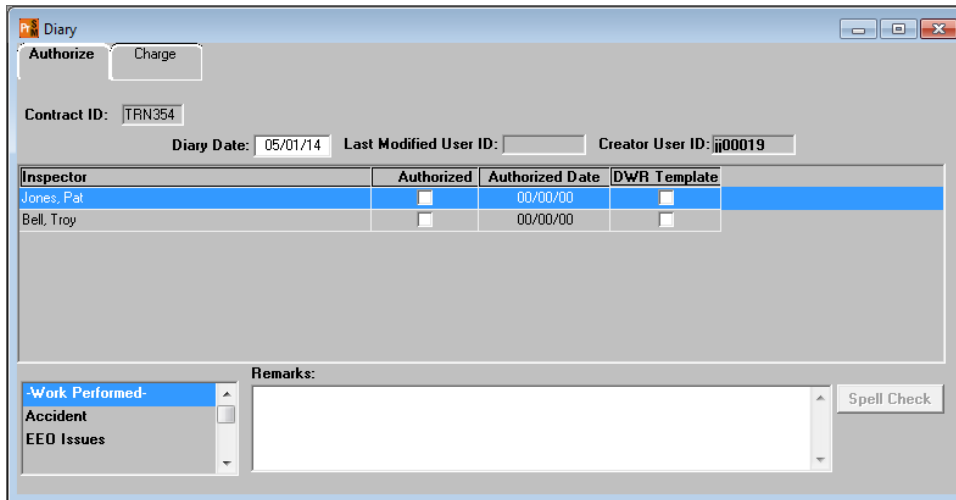 Diary
Authorize Charge
Contract ID: TRN354
Diary Date: 05/01/14 Last Modified User ID: Creator User ID: jj00019
Inspector Authorized Authorized Date DWR Template
Jones, Pat 00/00/00
Bell, Troy 00/00/00
Remarks:
-Work Performed-
Accident
EEO Issues
Spell Check